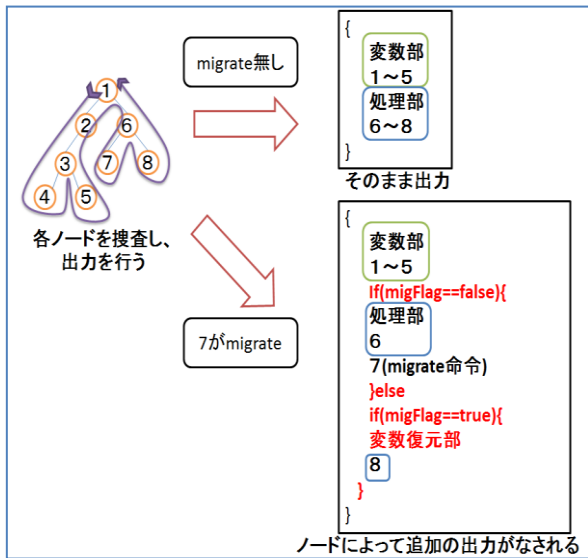 migrate無し
1
2
6
3
7
8
4
5
各ノードを捜査し、
出力を行う
7がmigrate
{
変数部
1～5
処理部
6～8
}
そのまま出力
{
変数部
1～5
If(migFlag==false){
処理部
6
7(migrate命令)
}else
if(migFlag==true){
変数復元部
8
}
}
ノードによって追加の出力がなされる